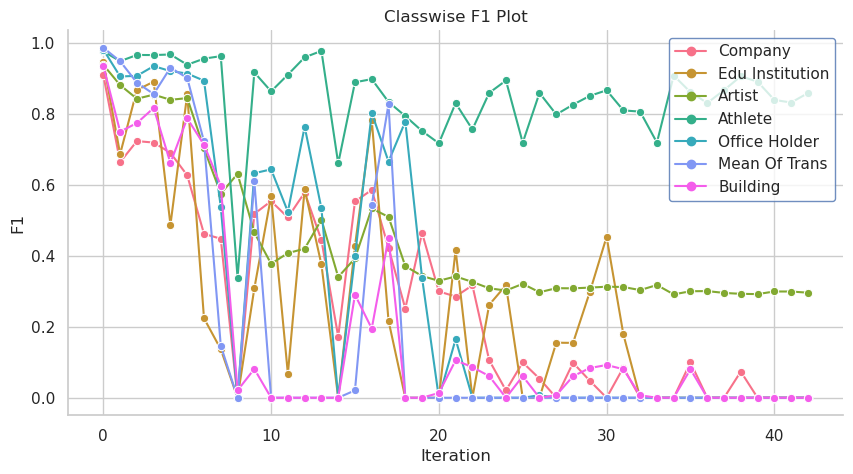 Classwise F1 Plot
1.0
0.8
0.6
0.4
0.2
0.0
F1
0
10
20
30
40
Iteration
Company
Edu Institution
Artist
Athlete
Office Holder
Mean Of Trans
Building